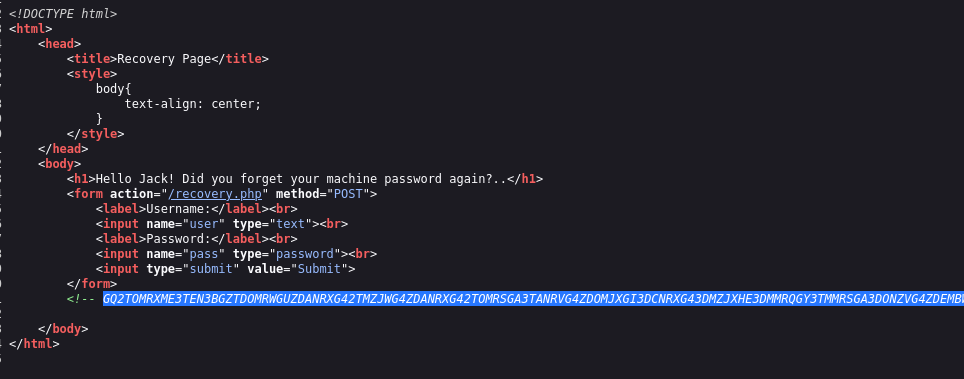 <!DOCTYPE html>
<html>
<head>
<title>Recovery Page</title>
<style>
body{
text-align: center;
}
</style>
</head>
<body>
<h1>Hello Jack! Did you forget your machine password again?..</h1>
<form action="/recovery.php" method="POST">
<label>Username:</label><br>
<input name="user" type="text"><br>
<label>Password:</label><br>
<input name="pass" type="password"><br>
<input type="submit" value="Submit">
</form>
<!-- GQ2TOMRXME3TEN3BGZTDOMRWGUZDANRXG42TMZJWG4ZDANRXG42TOMRSGA3TANRVG4ZDOMJXGI3DCNRXG43DMZJXHE3DMMRQGY3TMMRSGA3DONZVG4ZDEMBW
</body>
</html>